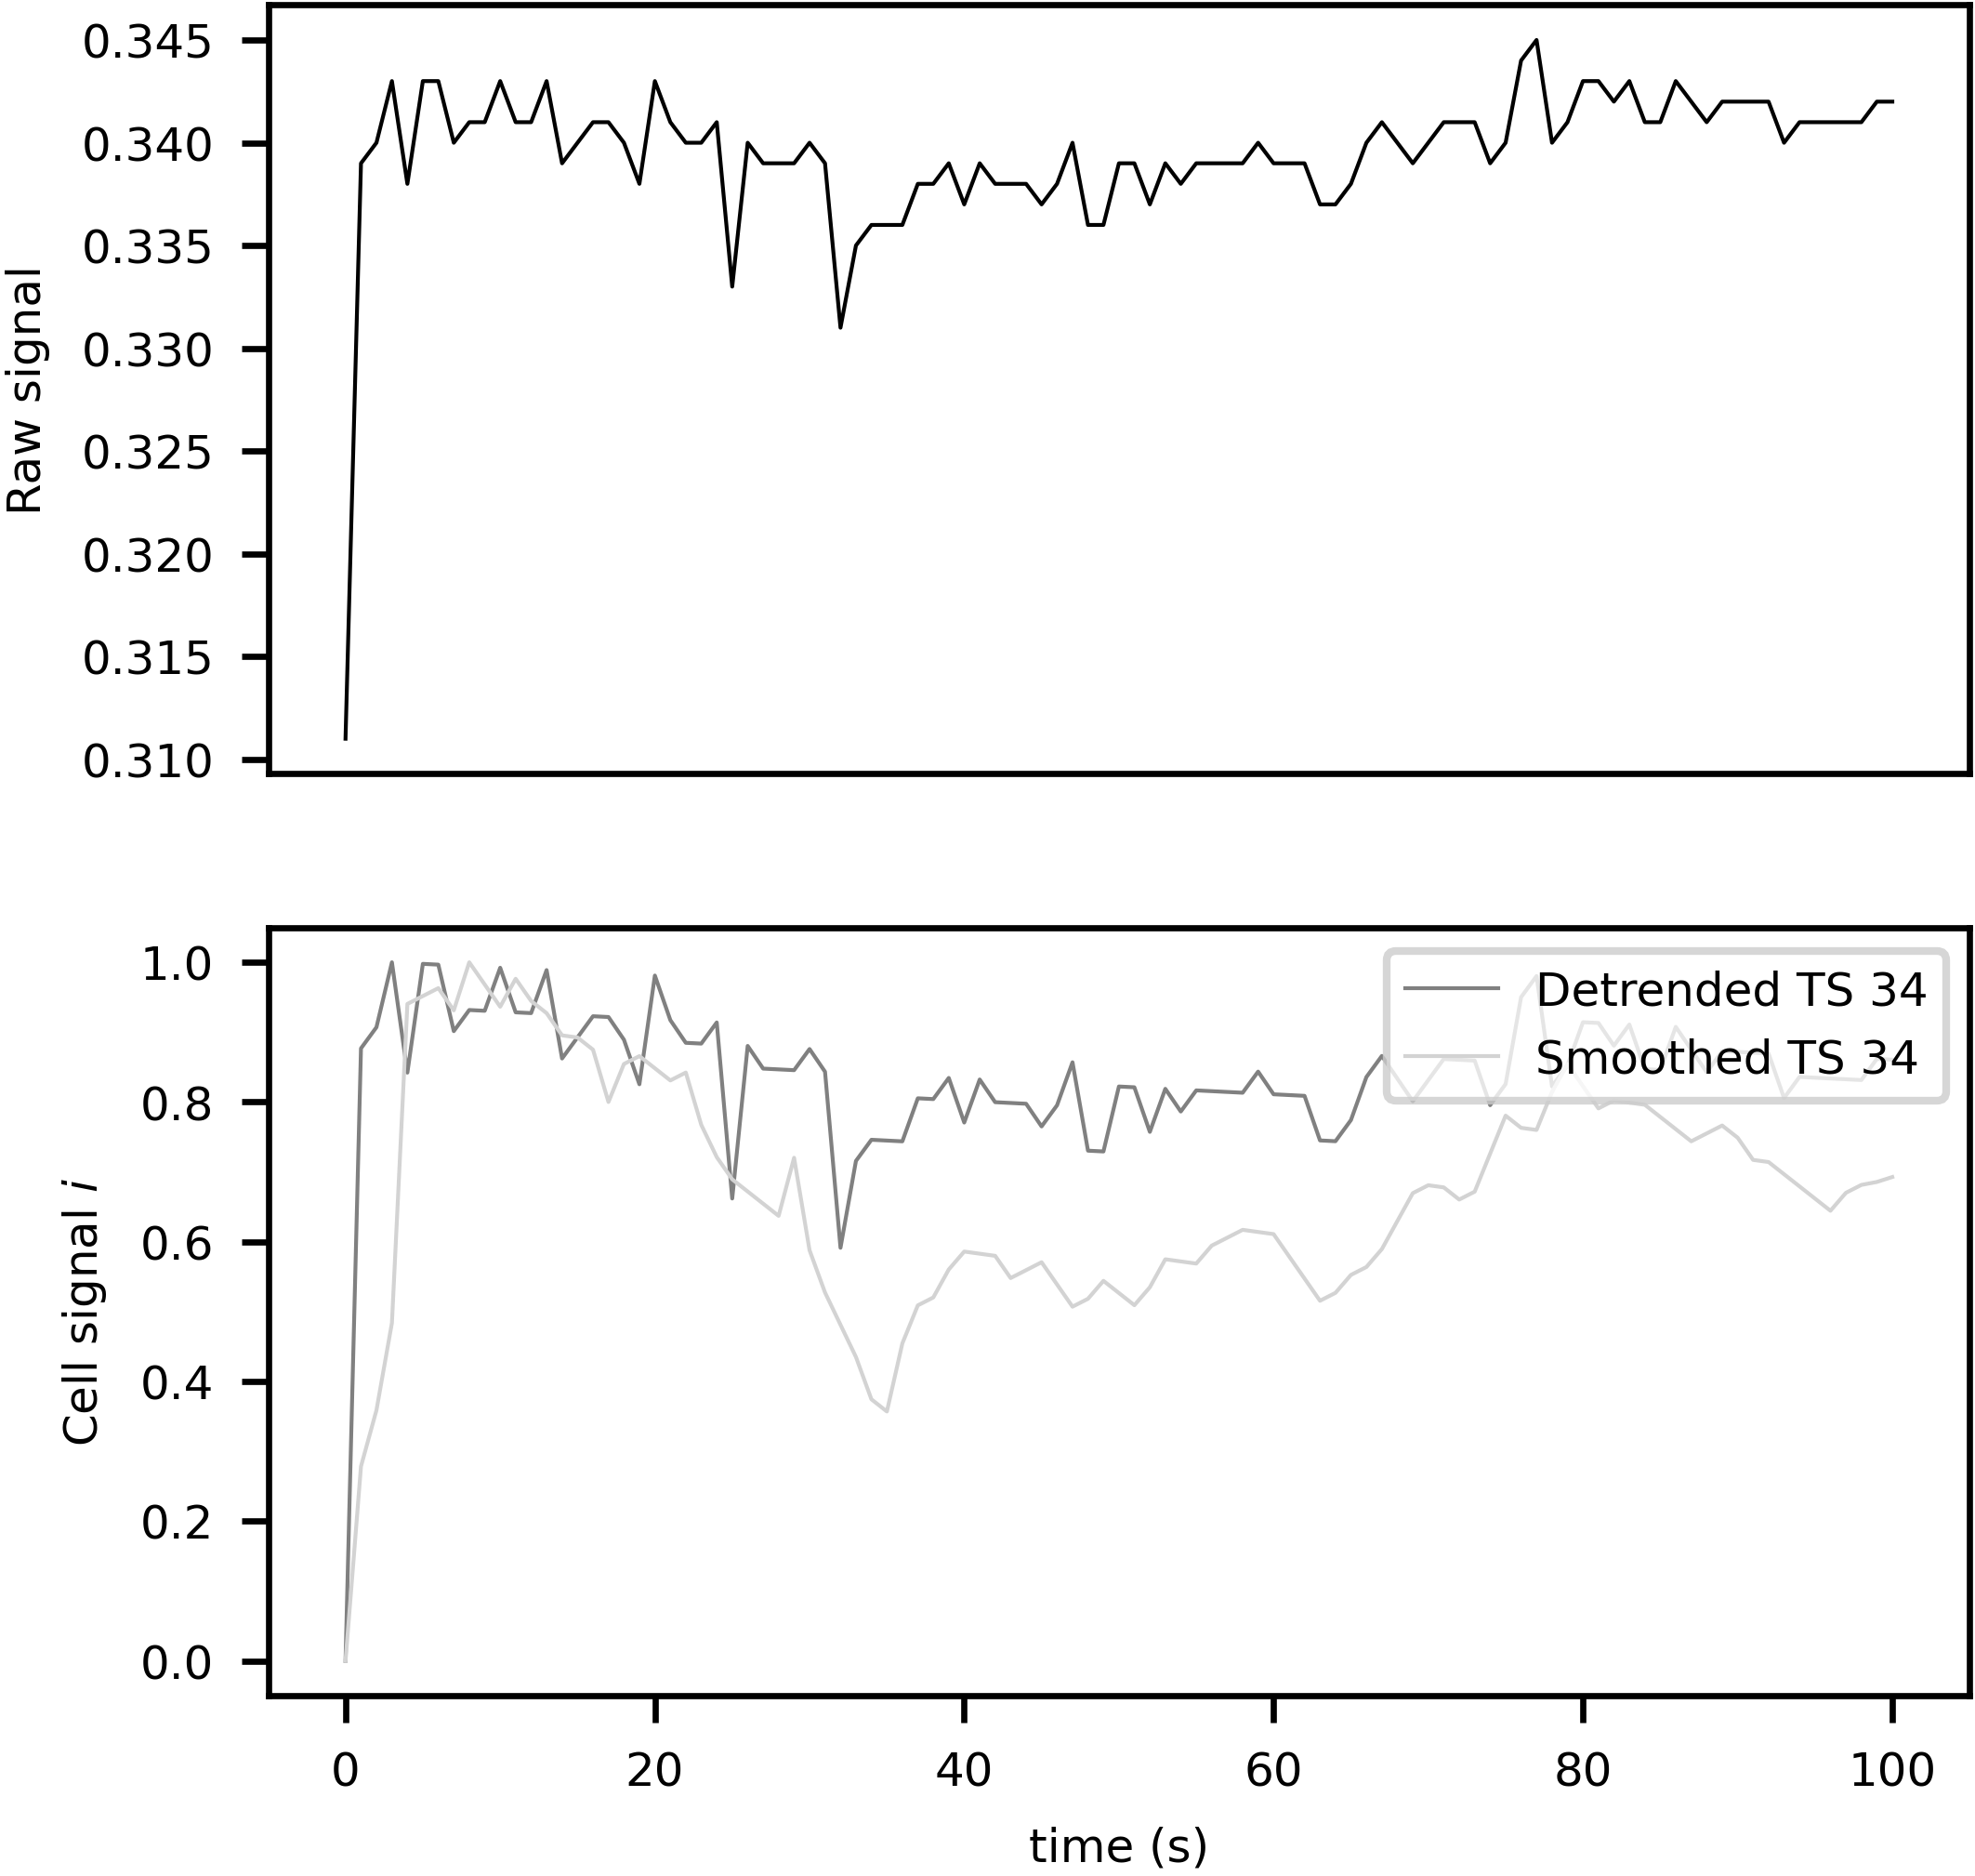 Raw signal
0.345
0.340
0.335
0.330
0.325
0.320
0.315
0.310
Cell signal i
1.0
0.8
0.6
0.4
0.2
0.0
Detrended TS 34
Smoothed TS 34
0 20 40 60 80 100
time (s)